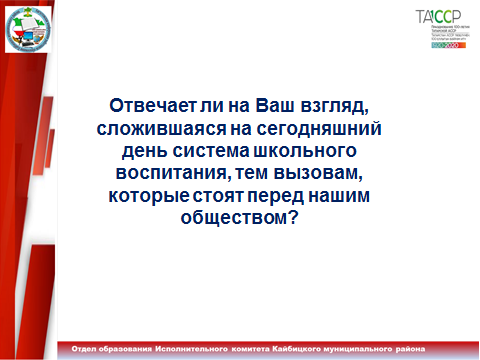 ТАССР
Отвечает ли на Ваш взгляд,
сложившаяся на сегодняшний
день система школьного
воспитания, тем вызовам,
которые стоят перед нашим
обществом?
Отдел образования Исполнительного комитета Кайбицкого муниципального района